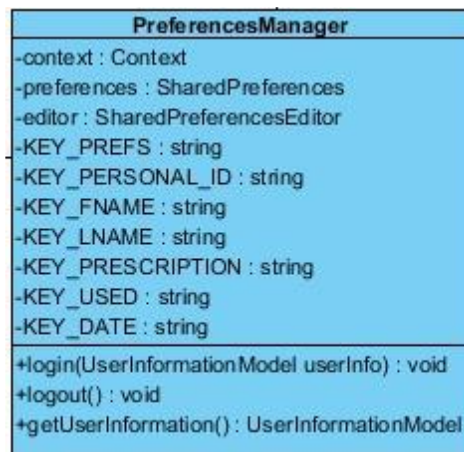 PreferencesManager
-context : Context
-preferences : SharedPreferences
-editor : SharedPreferencesEditor
-KEY_PREFS : string
-KEY_PERSONAL_ID : string
-KEY_FNAME : string
-KEY_LNAME : string
-KEY_PRESCRIPTION : string
-KEY_USED : string
-KEY_DATE : string
+login(UserInformationModel userInfo) : void
+logout() : void
+getUserInformation() : UserInformationModel